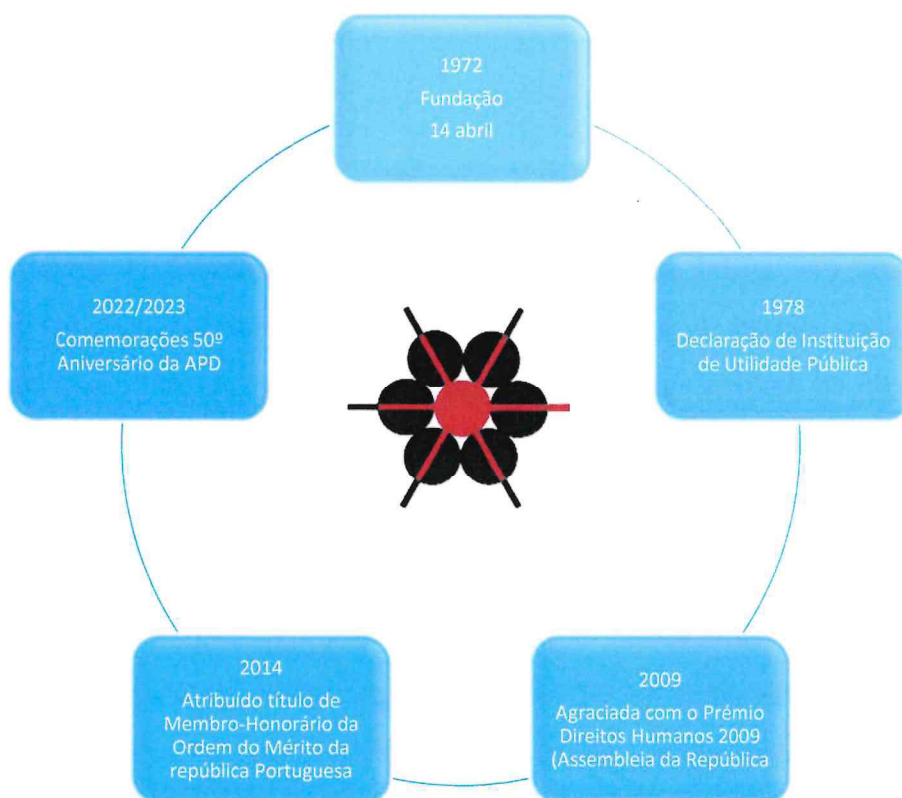 1972
Fundação
14 abril
1978
Declaração de Instituição
de Utilidade Pública
2009
Agraciada com o Prémio
Direitos Humanos 2009
(Assembleia da República
2014
Atribuído título de
Membro-Honorário da
Ordem do Mérito da
república Portuguesa
2022/2023
Comemorações 50º
Aniversário da APD